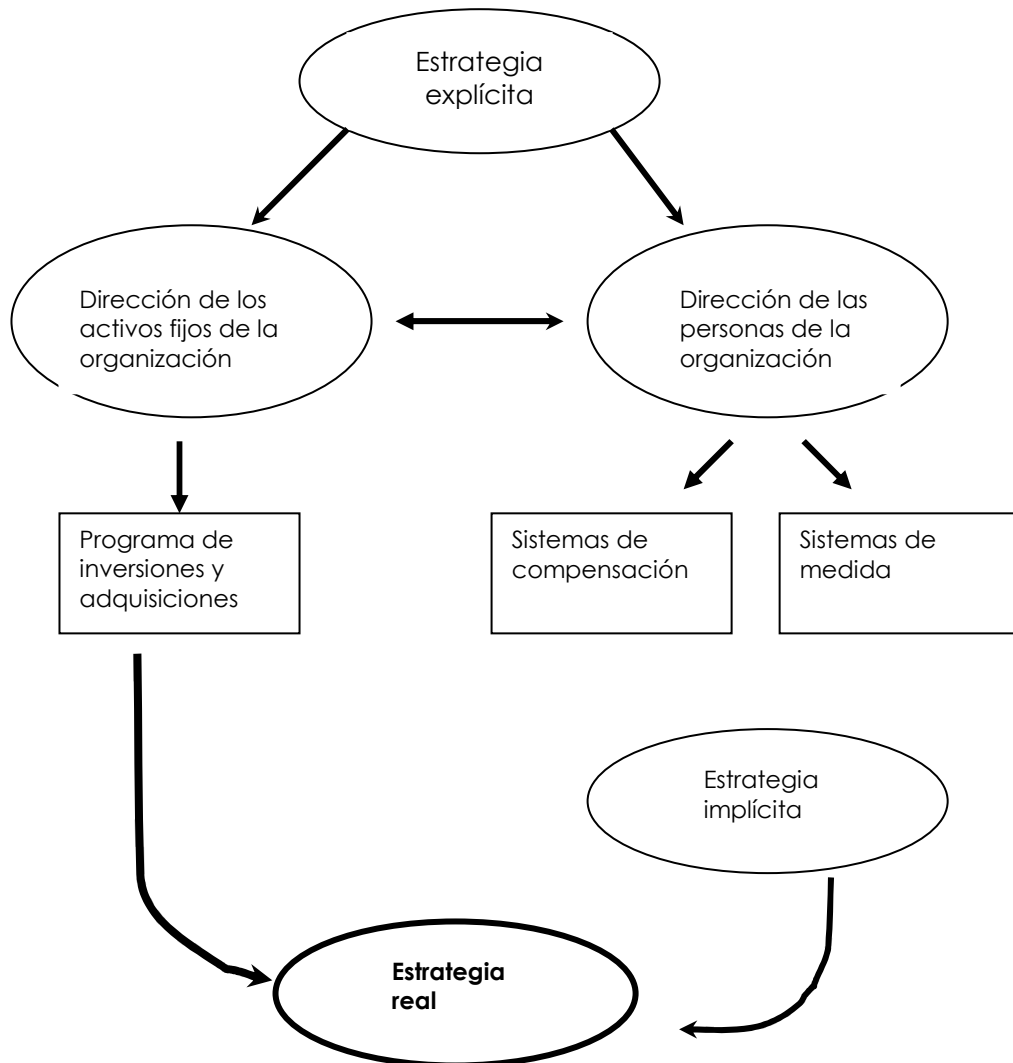 Estrategia
explícita
Dirección de los
activos fijos de la
organización
Dirección de las
personas de la
organización
Programa de
inversiones y
adquisiciones
Sistemas de
compensación
Sistemas de
medida
Estrategia
implícita
Estrategia
real